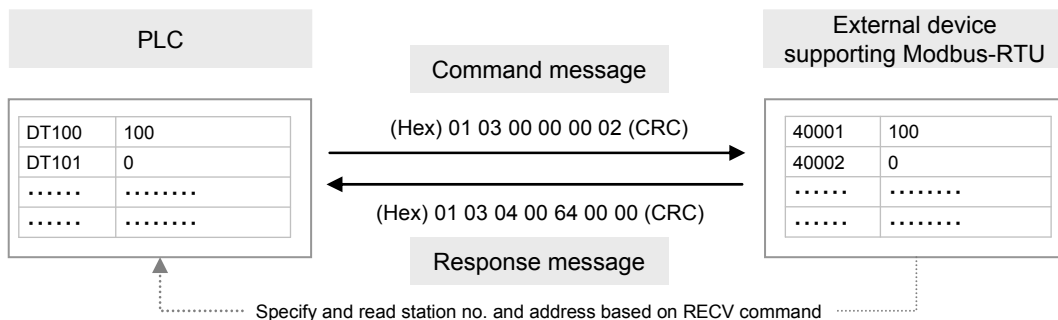 PLC
External device
supporting Modbus-RTU
Command message
(Hex) 01 03 00 00 00 02 (CRC)
DT100 100
DT101 0
...... ........
...... ........
40001 100
40002 0
...... ........
...... ........
(Hex) 01 03 04 00 64 00 00 (CRC)
Response message
Specify and read station no. and address based on RECV command